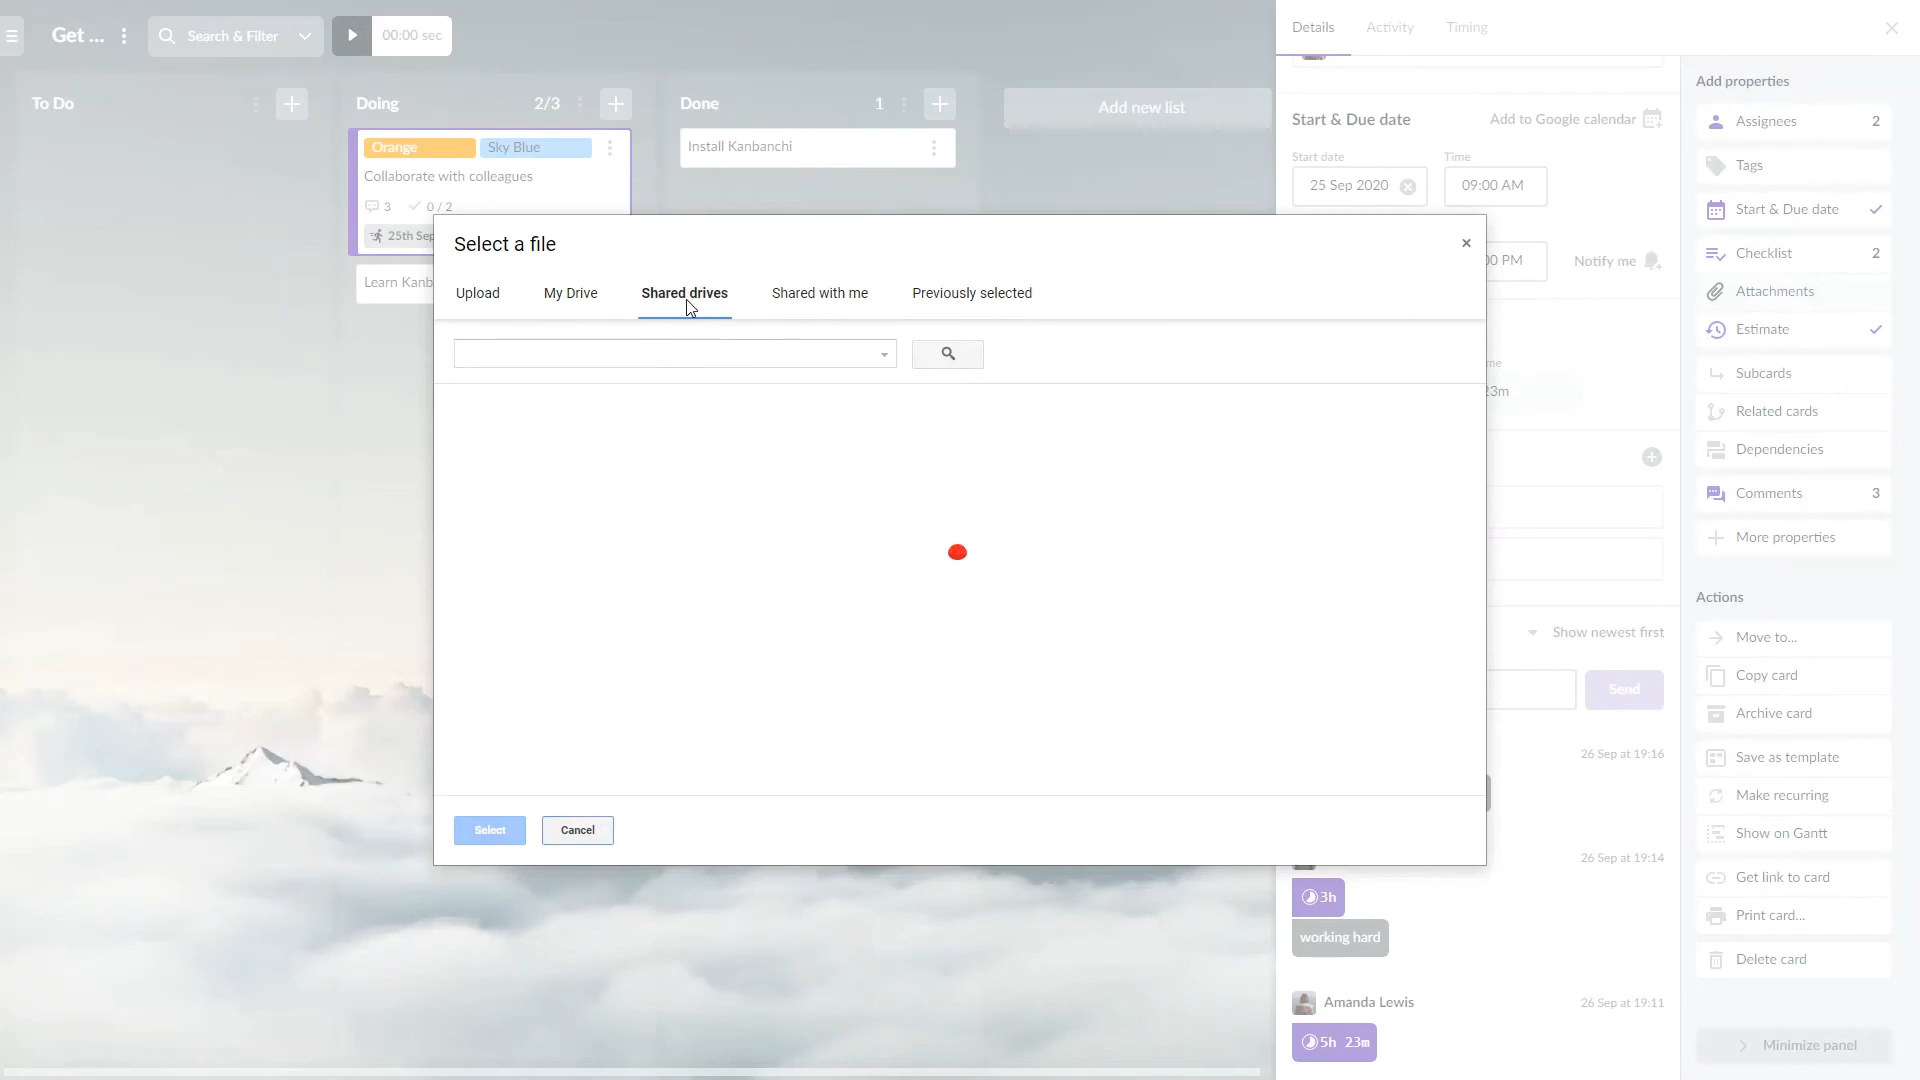 Get ...
Search & Filter
00:00 sec
To Do
Doing 2/3
Orange Sky Blue
Collaborate with colleagues
3 0 / 2
25th Sep
Learn Kanb
Done 1
Install Kanbanchi
Add new list
Select a file
Upload My Drive Shared drives Shared with me Previously selected
Select Cancel
Details Activity Timing
Start & Due date Add to Google calendar
Start date Time
25 Sep 2020 09:00 AM
00 PM Notify me
me
23m
Show newest first
Send
26 Sep at 19:16
26 Sep at 19:14
3h
working hard
Amanda Lewis 26 Sep at 19:11
5h 23m
Add properties
Assignees 2
Tags
Start & Due date
Checklist 2
Attachments
Estimate
Subcards
Related cards
Dependencies
Comments 3
More properties
Actions
Move to...
Copy card
Archive card
Save as template
Make recurring
Show on Gantt
Get link to card
Print card...
Delete card
Minimize panel